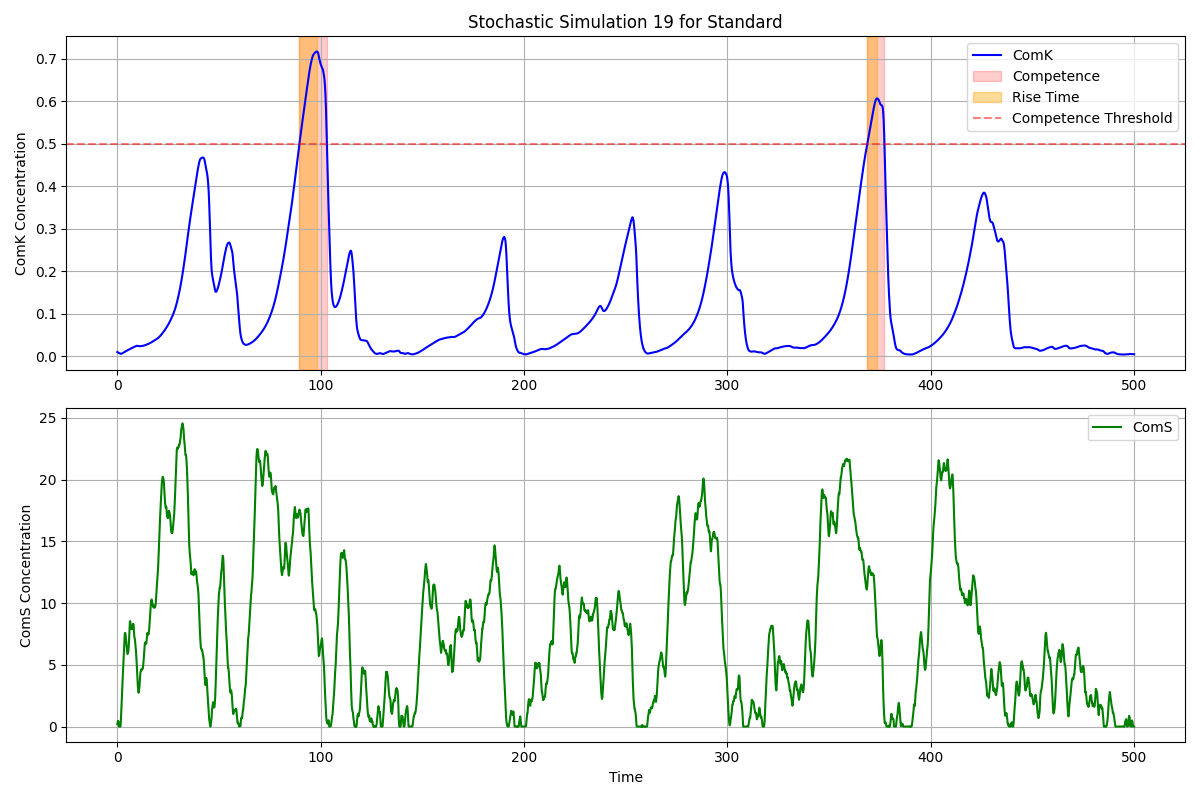 Stochastic Simulation 19 for Standard
ComK Concentration
0.7
0.6
0.5
0.4
0.3
0.2
0.1
0.0
ComK
Competence
Rise Time
Competence Threshold
0 100 200 300 400 500
ComS Concentration
25
20
15
10
5
0
ComS
0 100 200 300 400 500
Time